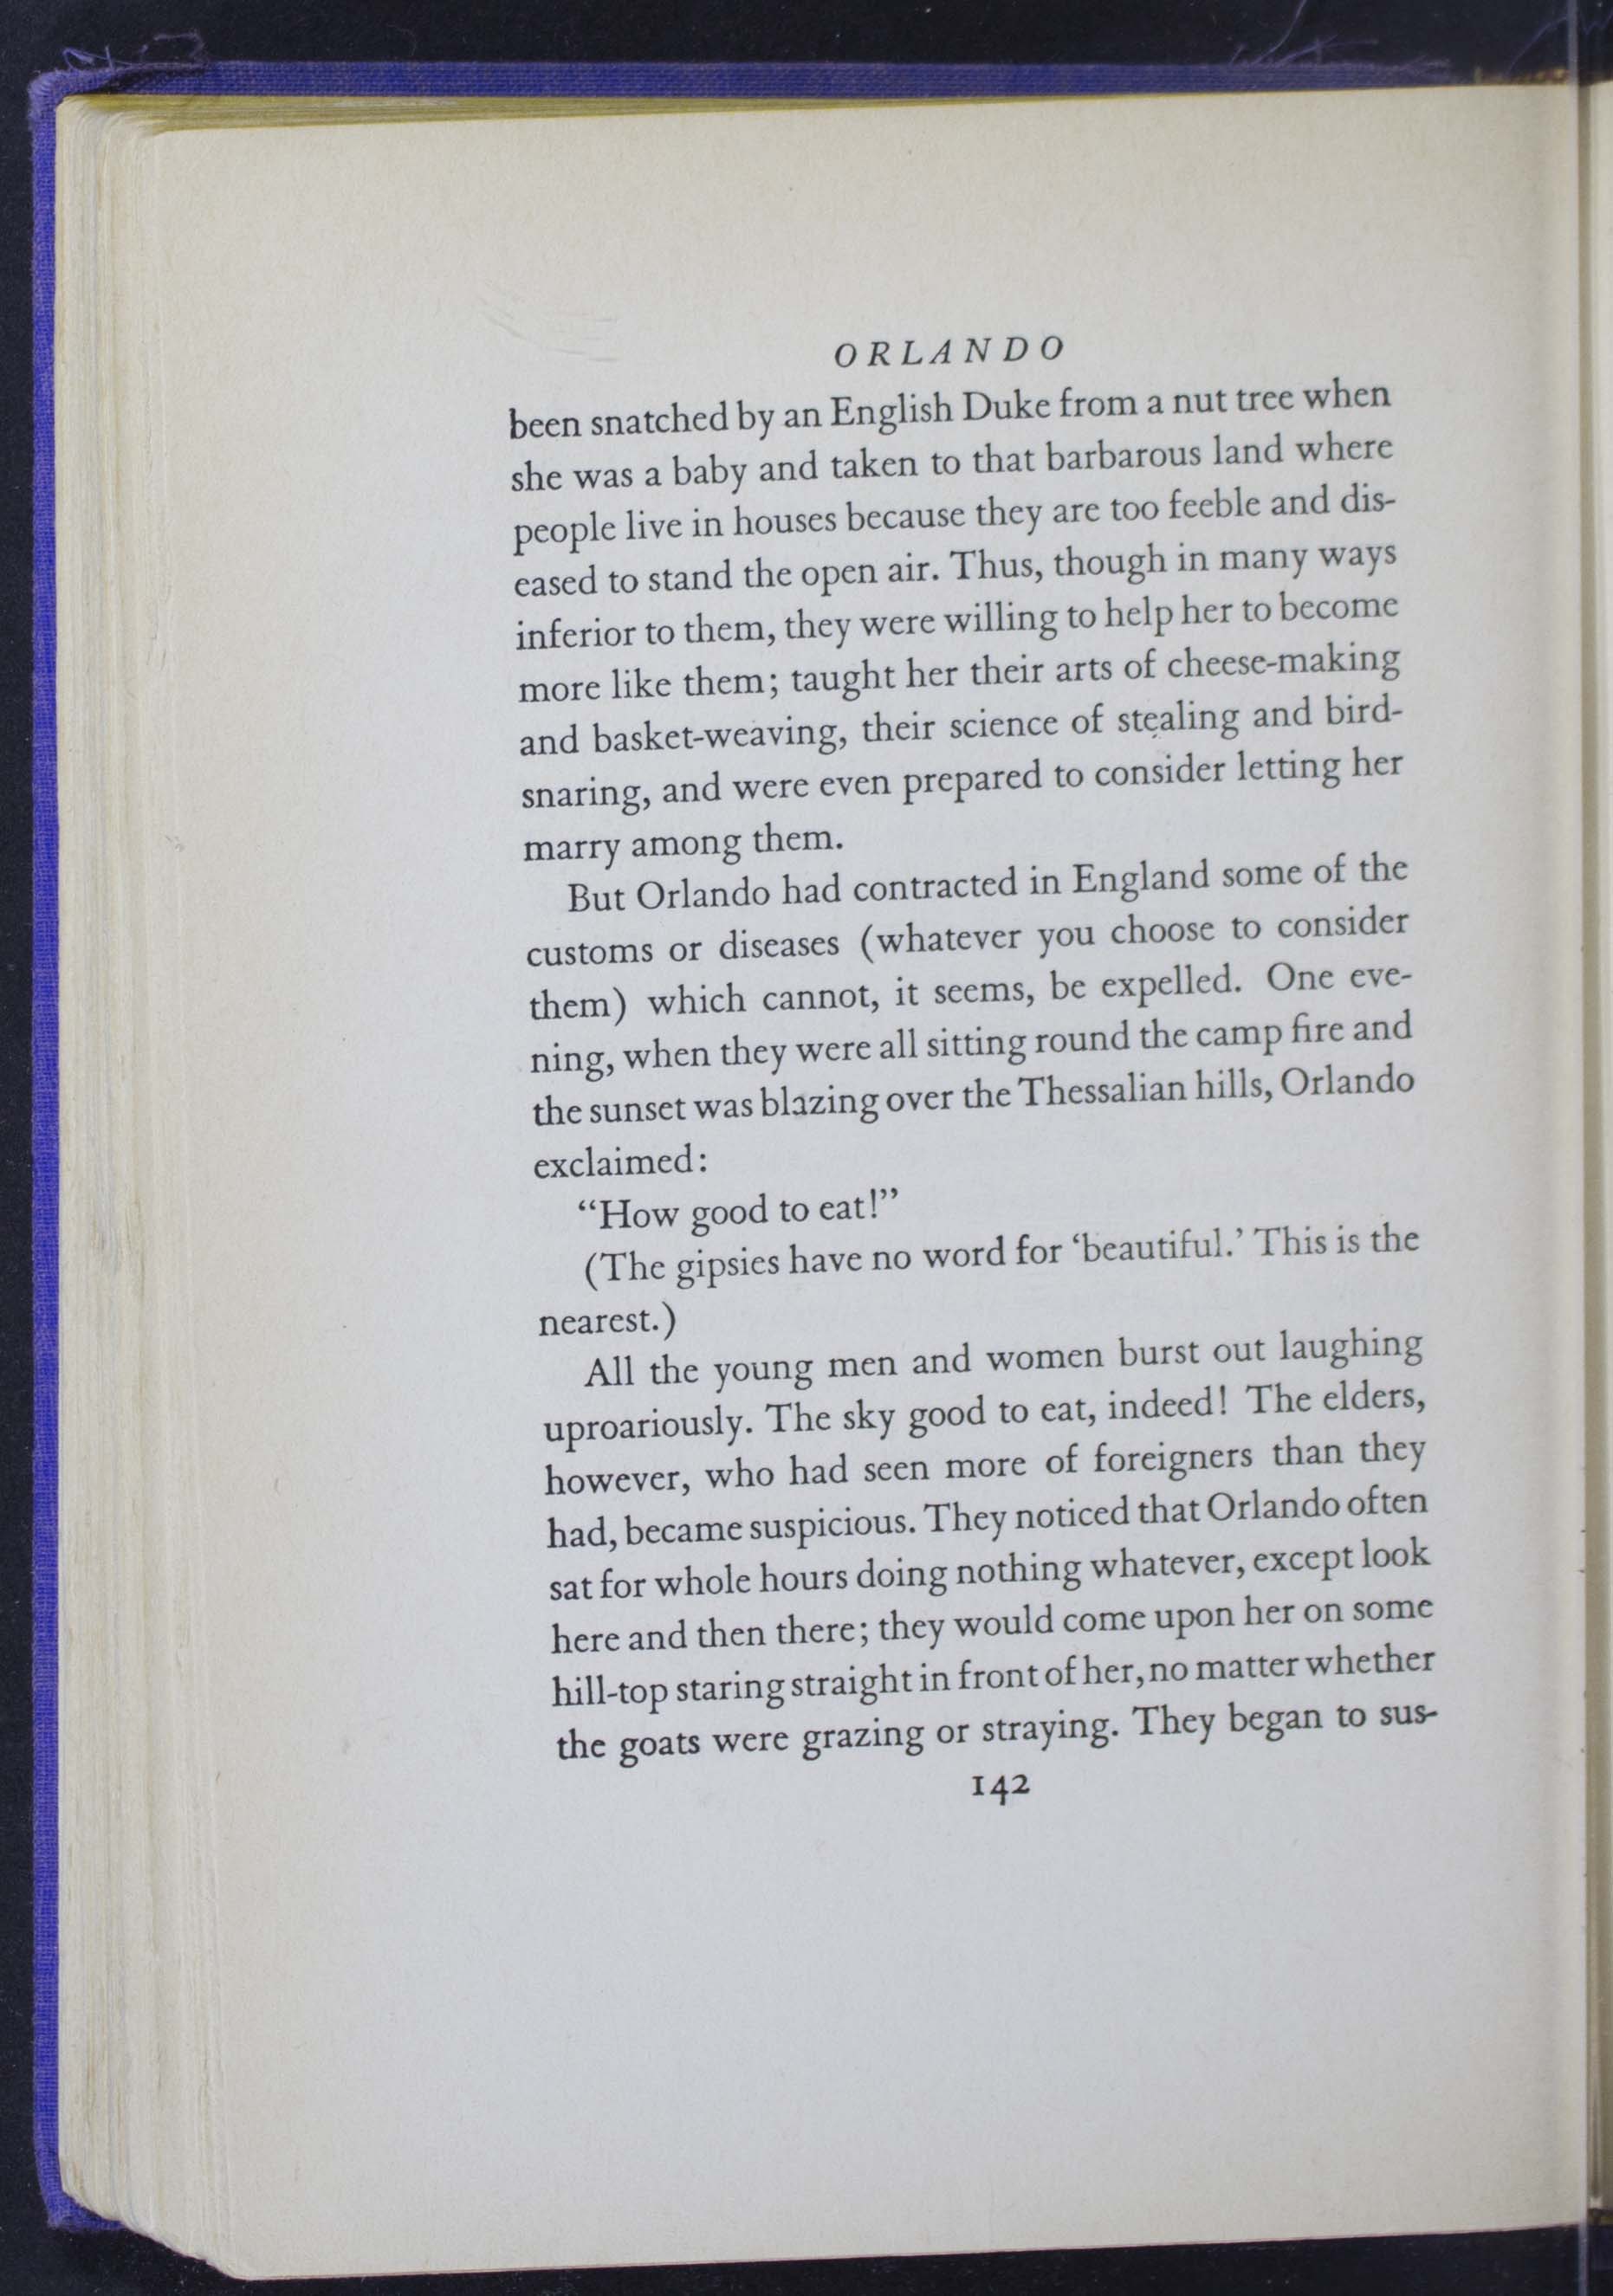 ORLANDO
been snatched by an English Duke from a nut tree when
she was a baby and taken to that barbarous land where
people live in houses because they are too feeble and dis-
eased to stand the open air. Thus, though in many ways
inferior to them, they were willing to help her to become
more like them; taught her their arts of cheese-making
and basket-weaving, their science of stealing and bird-
snaring, and were even prepared to consider letting her
marry among them.
But Orlando had contracted in England some of the
customs or diseases (whatever you choose to consider
them) which cannot, it seems, be expelled. One eve-
ning, when they were all sitting round the camp fire and
the sunset was blazing over the Thessalian hills, Orlando
exclaimed:
“How good to eat!”
(The gipsies have no word for ‘beautiful.’ This is the
nearest.)
All the young men and women burst out laughing
uproariously. The sky good to eat, indeed! The elders,
however, who had seen more of foreigners than they
had, became suspicious. They noticed that Orlando often
sat for whole hours doing nothing whatever, except look
here and then there; they would come upon her on some
hill-top staring straight in front of her, no matter whether
the goats were grazing or straying. They began to sus-
142